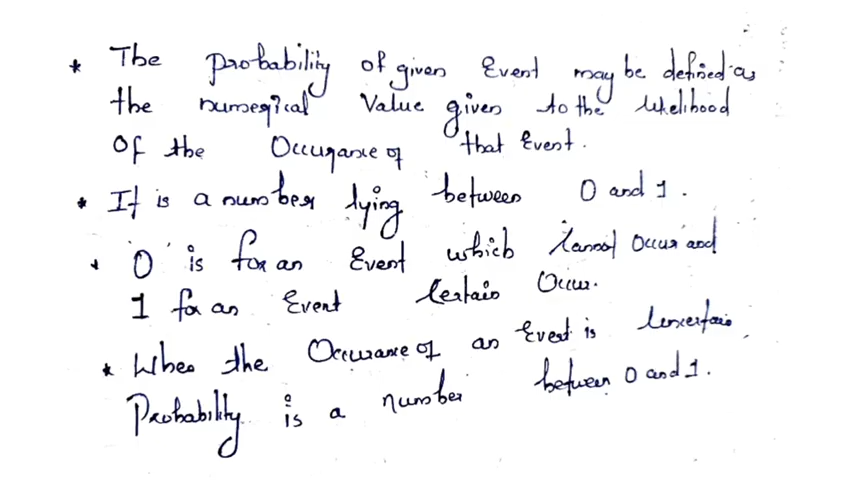 * The probability of given Event may be defined as
the numerical Value given to the likelihood
Of the Occurance of that Event.
* It is a number lying between 0 and 1.
* '0' is for an Event which cannot Occur and
1 for an Event Certain Occur.
* When the Occurance of an Event is Uncertain
Probability is a number between 0 and 1.